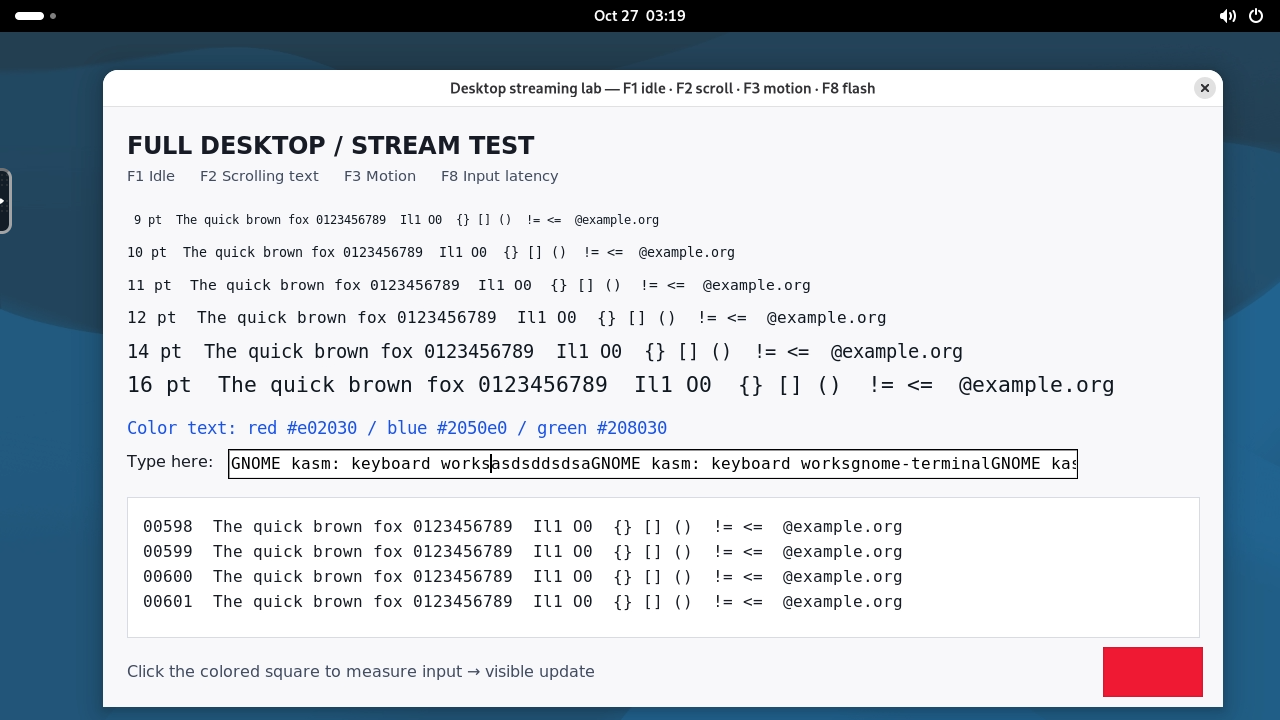 Oct 27  03:19
Desktop streaming lab — F1 idle · F2 scroll · F3 motion · F8 flash
FULL DESKTOP / STREAM TEST
F1 Idle    F2 Scrolling text    F3 Motion    F8 Input latency
9 pt  The quick brown fox 0123456789  Il1 O0  {} [] ()  != <=  @example.org
10 pt  The quick brown fox 0123456789  Il1 O0  {} [] ()  != <=  @example.org
11 pt  The quick brown fox 0123456789  Il1 O0  {} [] ()  != <=  @example.org
12 pt  The quick brown fox 0123456789  Il1 O0  {} [] ()  != <=  @example.org
14 pt  The quick brown fox 0123456789  Il1 O0  {} [] ()  != <=  @example.org
16 pt  The quick brown fox 0123456789  Il1 O0  {} [] ()  != <=  @example.org
Color text: red #e02030 / blue #2050e0 / green #208030
Type here: GNOME kasm: keyboard worksasdsddsdsaGNOME kasm: keyboard worksgnome-terminalGNOME kas
00598  The quick brown fox 0123456789  Il1 O0  {} [] ()  != <=  @example.org
00599  The quick brown fox 0123456789  Il1 O0  {} [] ()  != <=  @example.org
00600  The quick brown fox 0123456789  Il1 O0  {} [] ()  != <=  @example.org
00601  The quick brown fox 0123456789  Il1 O0  {} [] ()  != <=  @example.org
Click the colored square to measure input → visible update